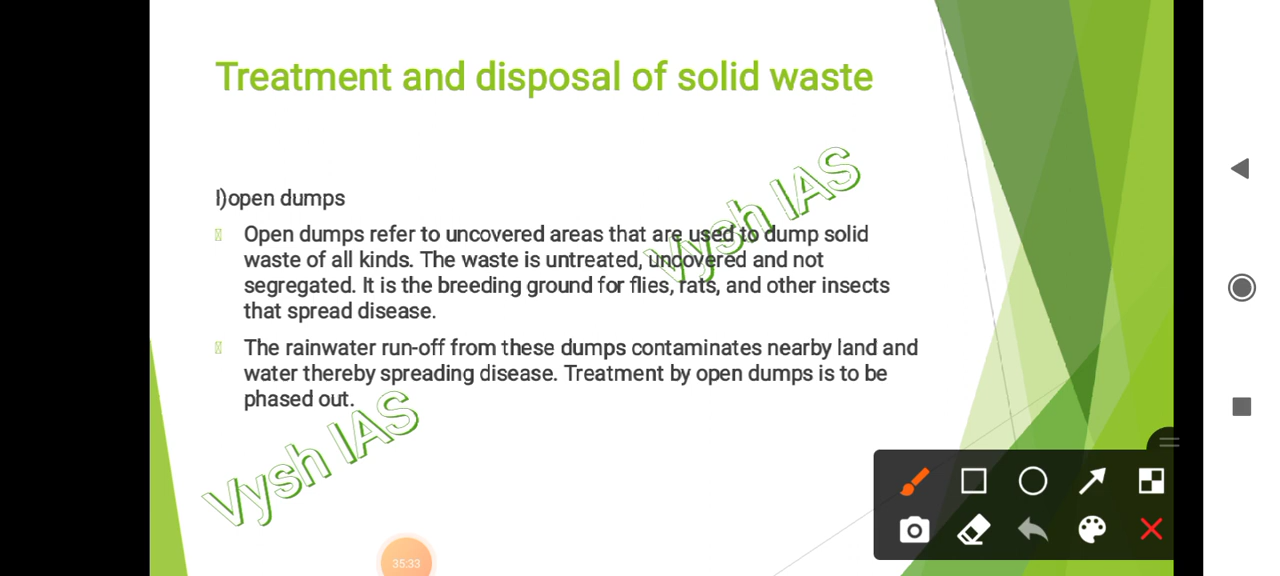 Treatment and disposal of solid waste
I)open dumps
Open dumps refer to uncovered areas that are used to dump solid
waste of all kinds. The waste is untreated, uncovered and not
segregated. It is the breeding ground for flies, rats, and other insects
that spread disease.
The rainwater run-off from these dumps contaminates nearby land and
water thereby spreading disease. Treatment by open dumps is to be
phased out.
Vysh IAS
Vysh IAS
35:33